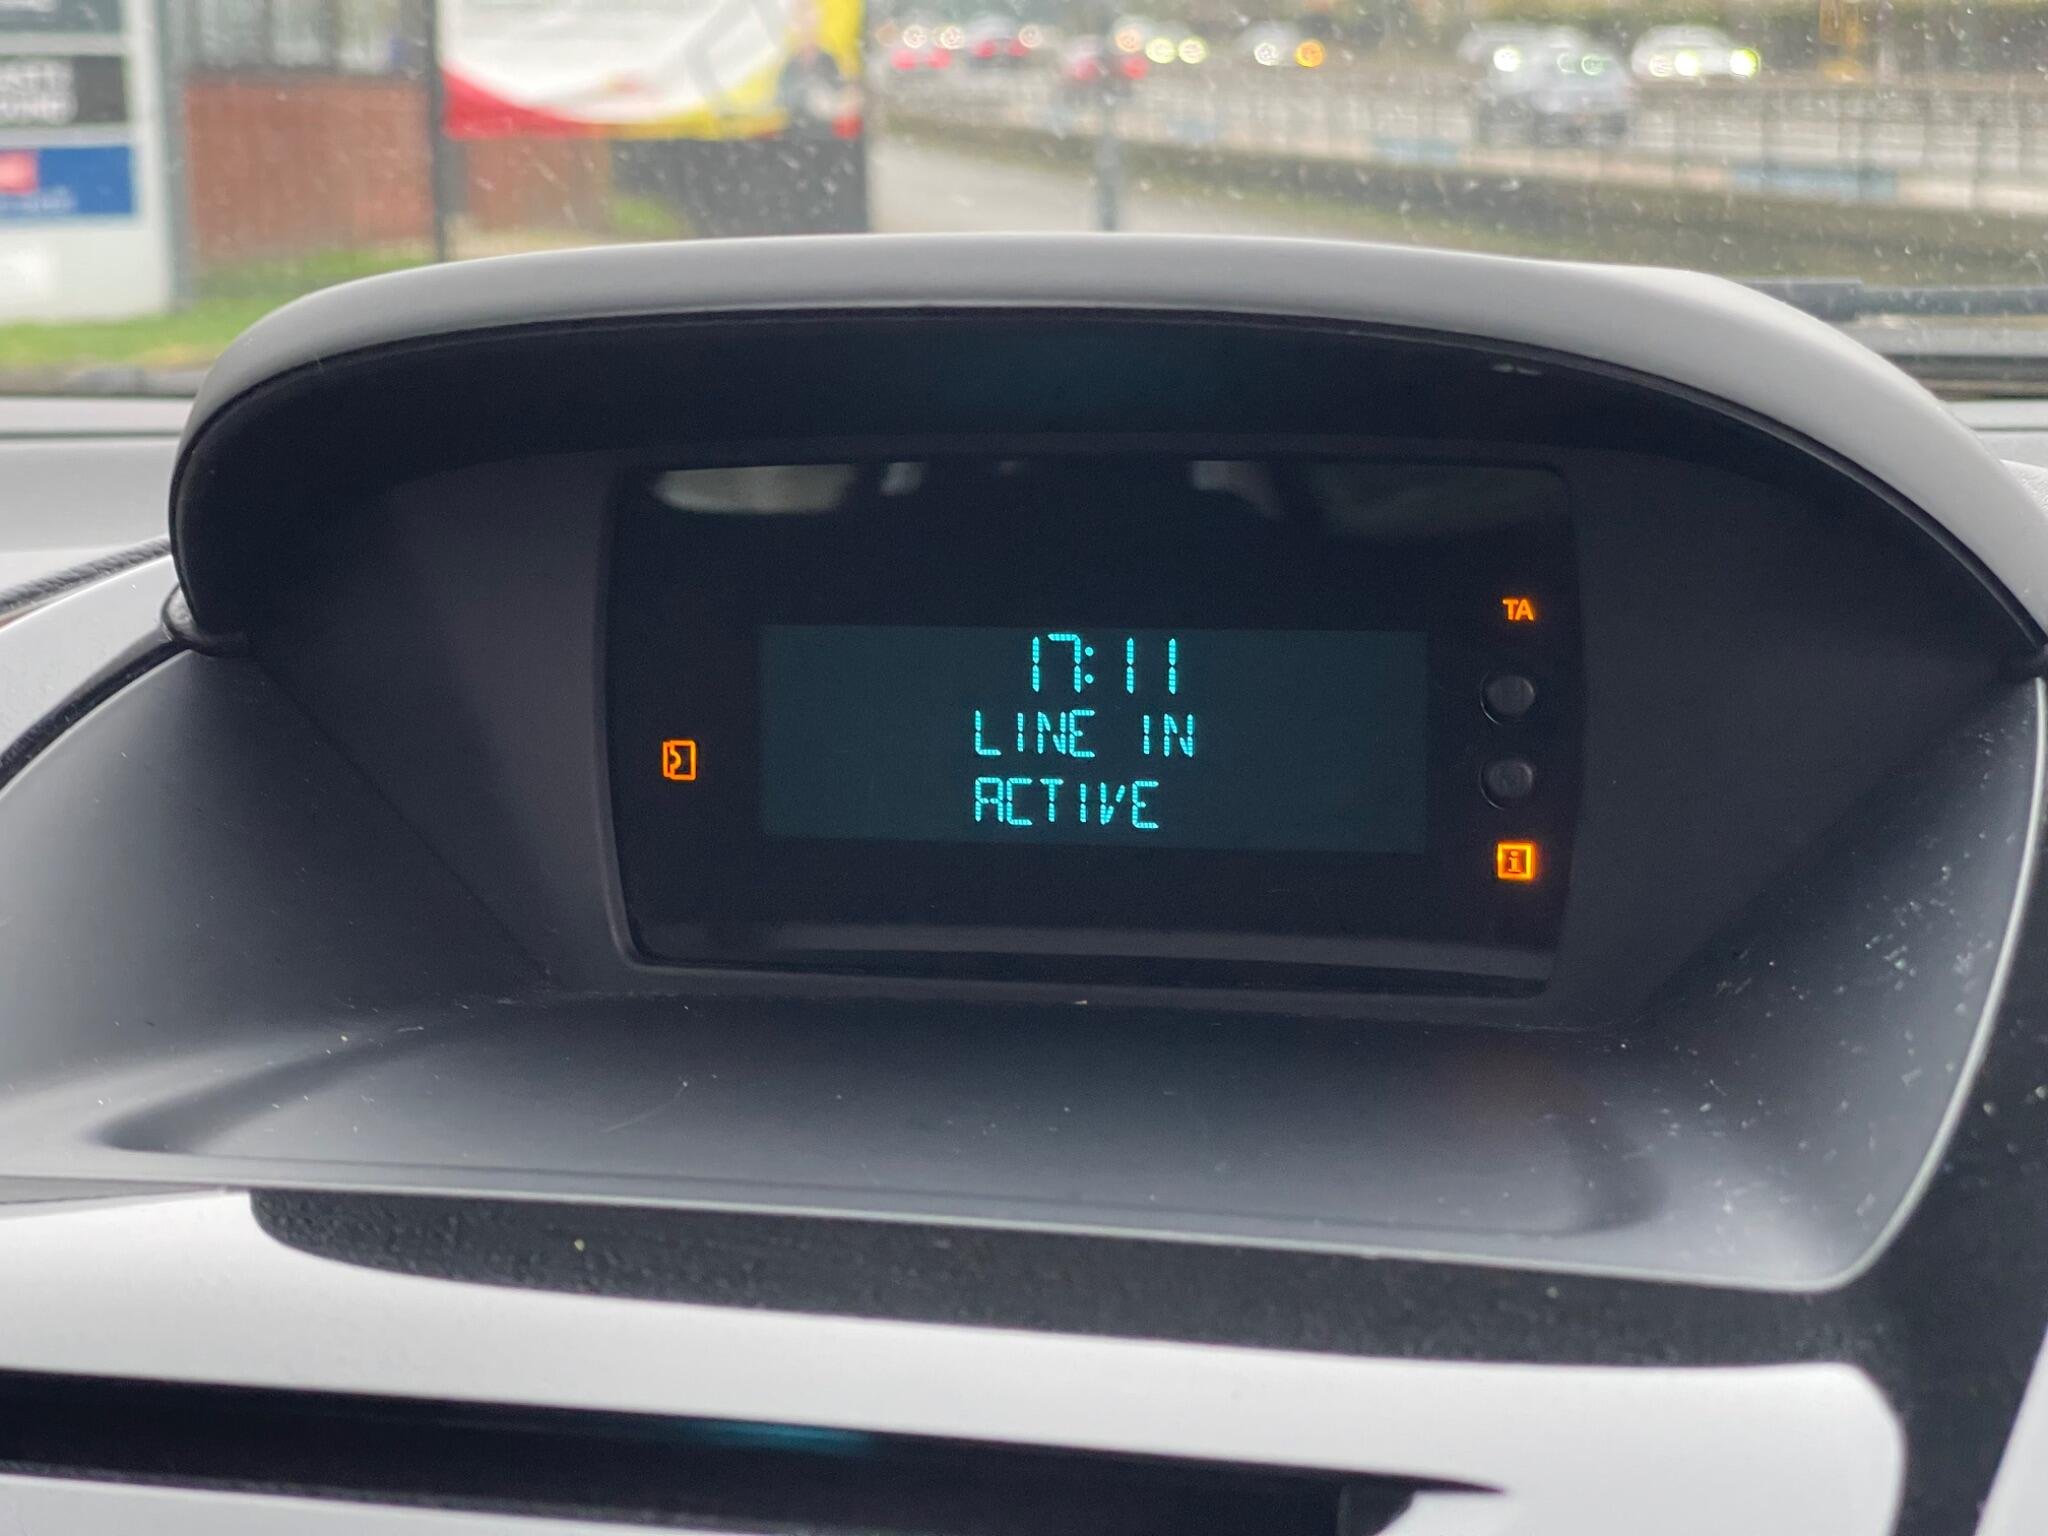 17:11
TA
LINE IN
ACTIVE
i